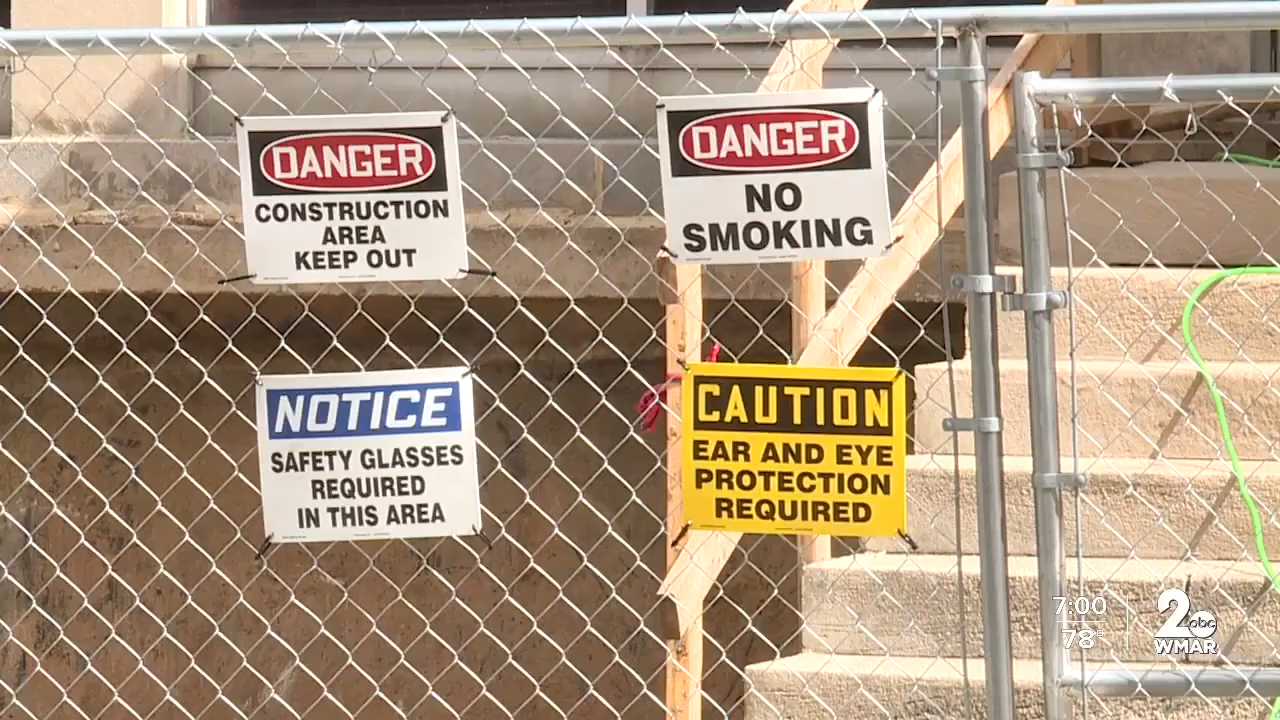 DANGER
CONSTRUCTION
AREA
KEEP OUT
DANGER
NO
SMOKING
NOTICE
SAFETY GLASSES
REQUIRED
IN THIS AREA
CAUTION
EAR AND EYE
PROTECTION
REQUIRED
7:00
78°
2 abc
WMAR